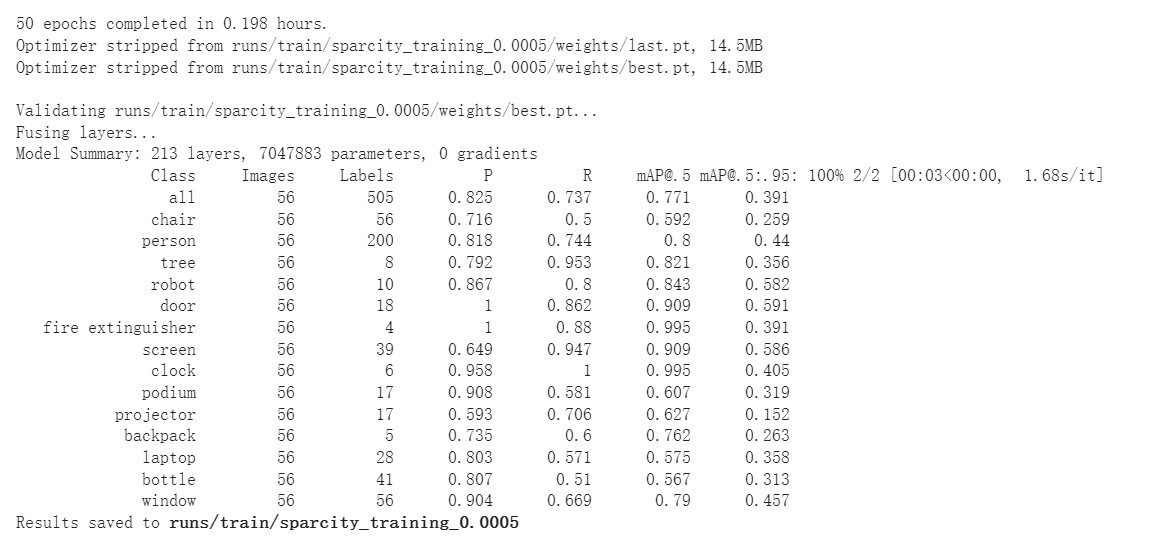 50 epochs completed in 0.198 hours.
Optimizer stripped from runs/train/sparcity_training_0.0005/weights/last.pt, 14.5MB
Optimizer stripped from runs/train/sparcity_training_0.0005/weights/best.pt, 14.5MB
Validating runs/train/sparcity_training_0.0005/weights/best.pt...
Fusing layers...
Model Summary: 213 layers, 7047883 parameters, 0 gradients
Class Images Labels P R mAP@.5 mAP@.5:.95: 100% 2/2 [00:03<00:00, 1.68s/it]
all 56 505 0.825 0.737 0.771 0.391
chair 56 56 0.716 0.5 0.592 0.259
person 56 200 0.818 0.744 0.8 0.44
tree 56 8 0.792 0.953 0.821 0.356
robot 56 10 0.867 0.8 0.843 0.582
door 56 18 1 0.862 0.909 0.591
fire extinguisher 56 4 1 0.88 0.995 0.391
screen 56 39 0.649 0.947 0.909 0.586
clock 56 6 0.958 1 0.995 0.405
podium 56 17 0.908 0.581 0.607 0.319
projector 56 17 0.593 0.706 0.627 0.152
backpack 56 5 0.735 0.6 0.762 0.263
laptop 56 28 0.803 0.571 0.575 0.358
bottle 56 41 0.807 0.51 0.567 0.313
window 56 56 0.904 0.669 0.79 0.457
Results saved to runs/train/sparcity_training_0.0005